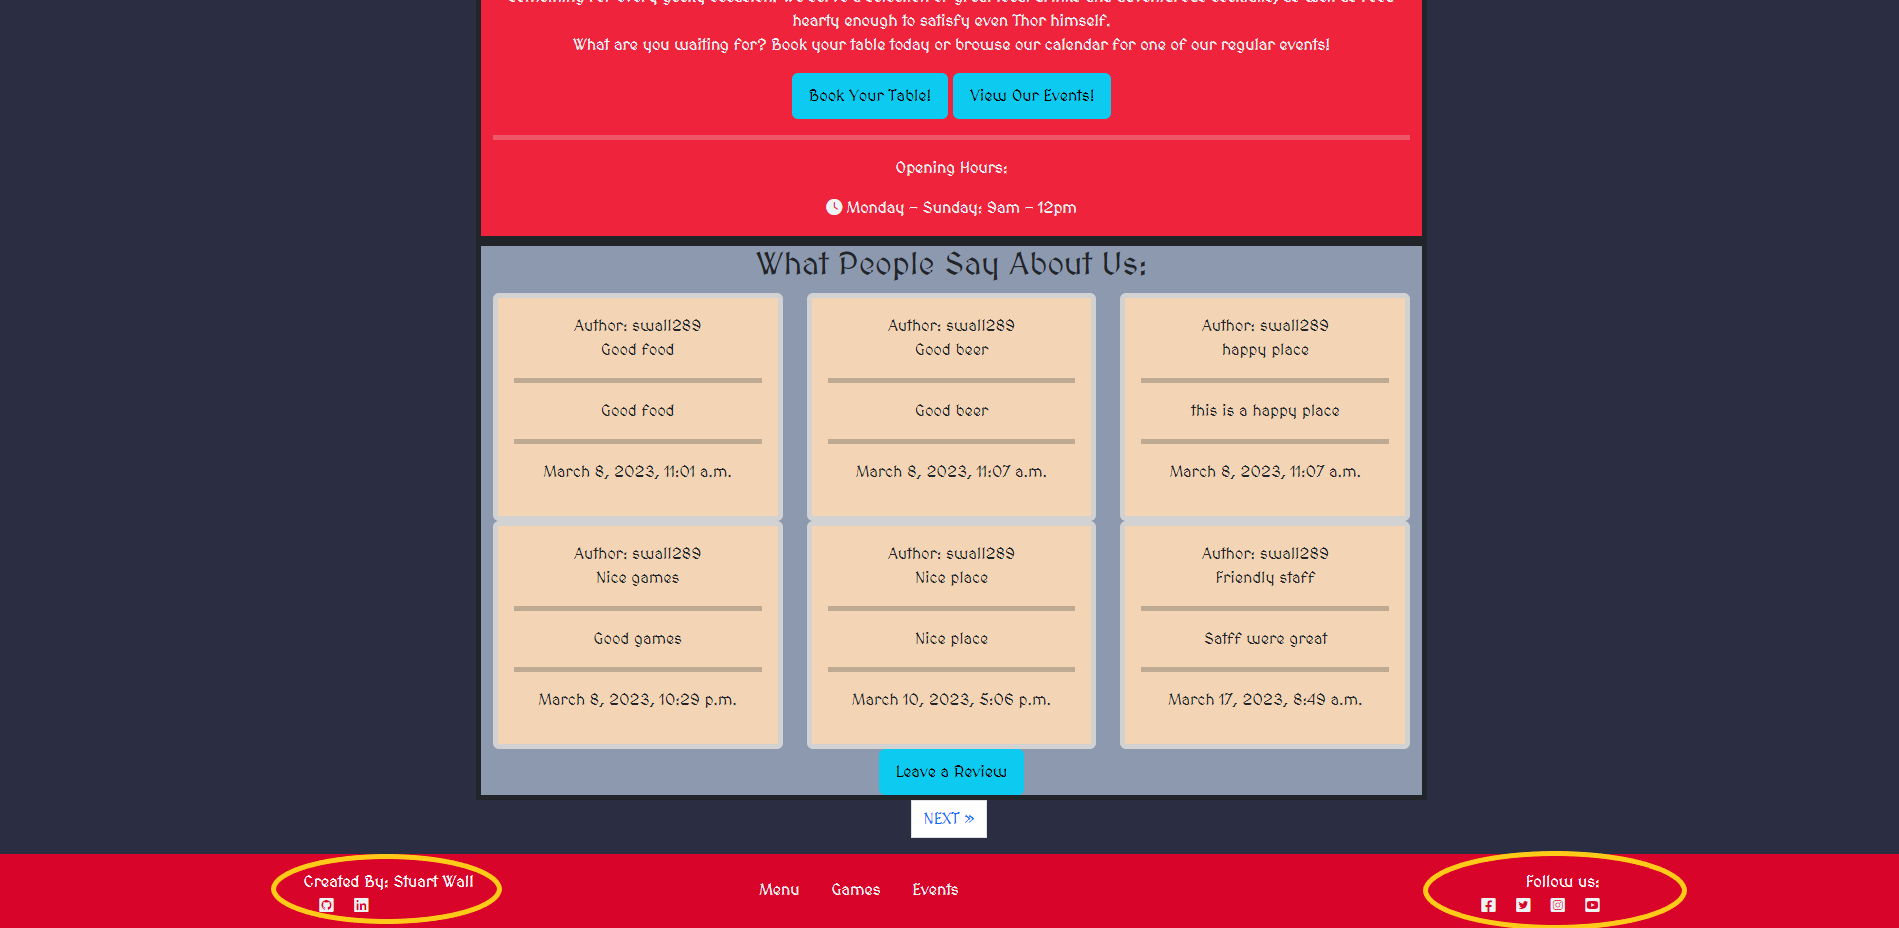 hearty enough to satisfy even Thor himself.
What are you waiting for? Book your table today or browse our calendar for one of our regular events!
Book Your Table!
View Our Events!
Opening Hours:
Monday - Sunday: 9am - 12pm
What People Say About Us:
Author: swall289
Good food
Good food
March 8, 2023, 11:01 a.m.
Author: swall289
Good beer
Good beer
March 8, 2023, 11:07 a.m.
Author: swall289
happy place
this is a happy place
March 8, 2023, 11:07 a.m.
Author: swall289
Nice games
Good games
March 8, 2023, 10:29 p.m.
Author: swall289
Nice place
Nice place
March 10, 2023, 5:06 p.m.
Author: swall289
Friendly staff
Satff were great
March 17, 2023, 8:49 a.m.
Leave a Review
NEXT »
Created By: Stuart Wall
Menu
Games
Events
Follow us: